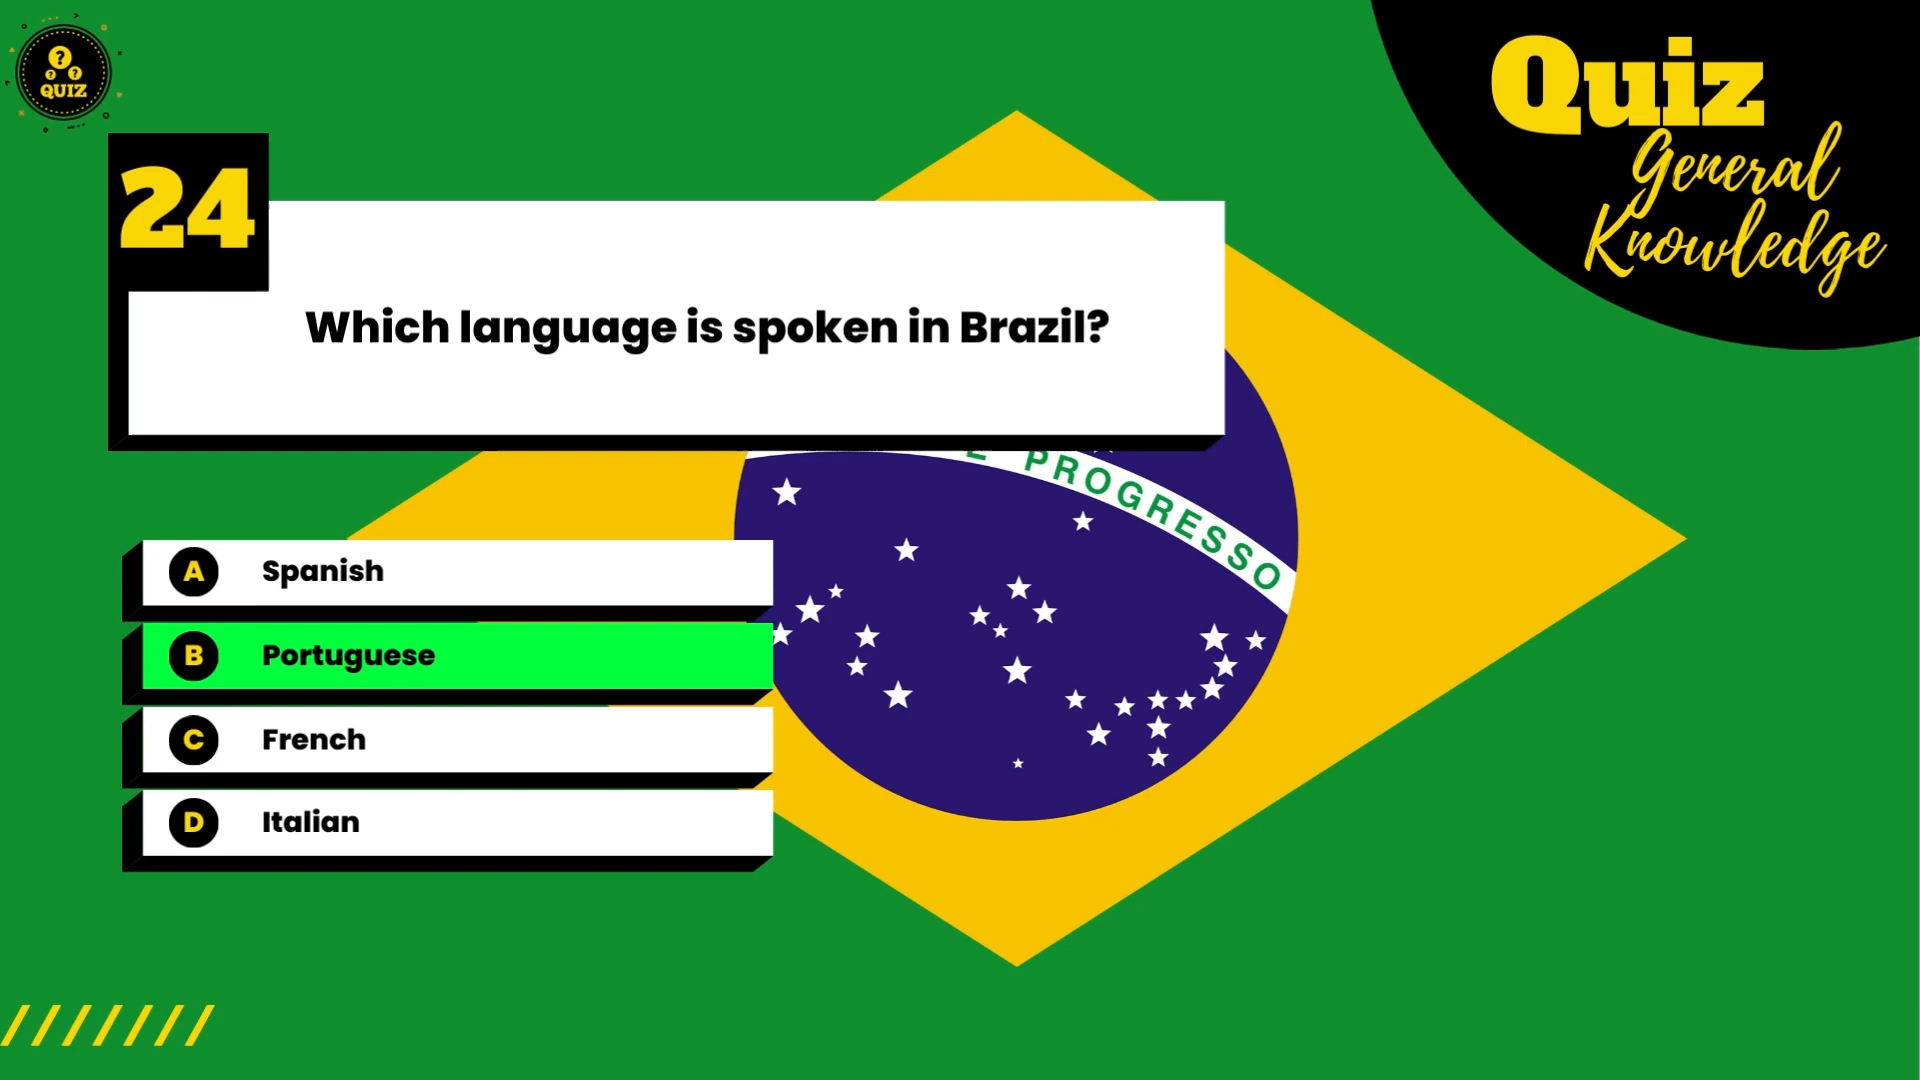 ? ? ?
QUIZ
Quiz
General
Knowledge
24
Which language is spoken in Brazil?
E PROGRESSO
A Spanish
B Portuguese
C French
D Italian